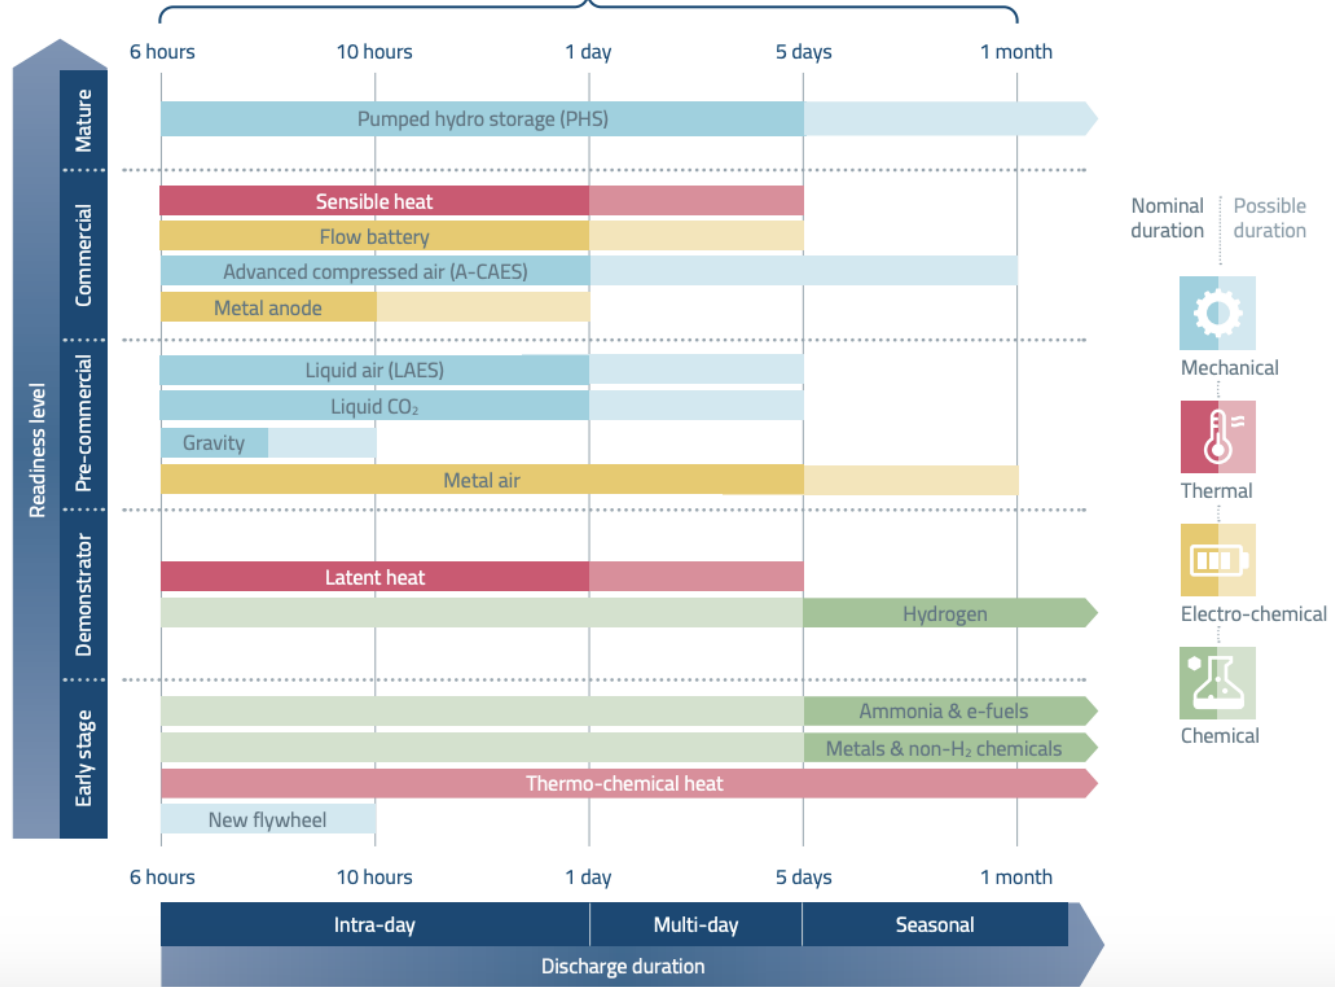 6 hours
10 hours
1 day
5 days
1 month
Readiness level
Mature
Pumped hydro storage (PHS)
Commercial
Sensible heat
Flow battery
Advanced compressed air (A-CAES)
Metal anode
Pre-commercial
Liquid air (LAES)
Liquid CO₂
Gravity
Metal air
Demonstrator
Latent heat
Hydrogen
Early stage
Ammonia & e-fuels
Metals & non-H₂ chemicals
Thermo-chemical heat
New flywheel
6 hours
10 hours
1 day
5 days
1 month
Intra-day
Multi-day
Seasonal
Discharge duration
Nominal
duration
Possible
duration
Mechanical
Thermal
Electro-chemical
Chemical